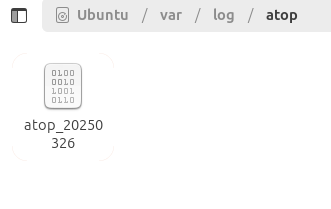 Ubuntu / var / log / atop
0100
0010
1001
0110
atop_20250
326